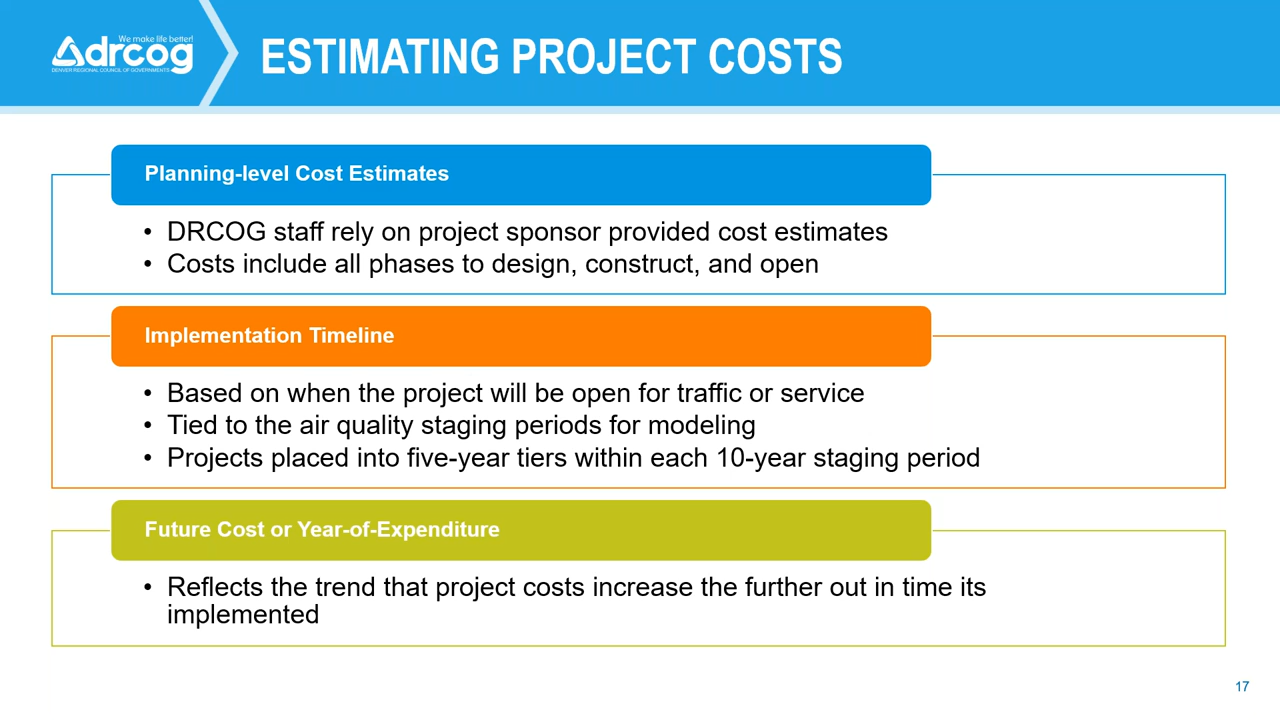 We make life better!
drcog
DENVER REGIONAL COUNCIL OF GOVERNMENTS
ESTIMATING PROJECT COSTS
Planning-level Cost Estimates
• DRCOG staff rely on project sponsor provided cost estimates
• Costs include all phases to design, construct, and open
Implementation Timeline
• Based on when the project will be open for traffic or service
• Tied to the air quality staging periods for modeling
• Projects placed into five-year tiers within each 10-year staging period
Future Cost or Year-of-Expenditure
• Reflects the trend that project costs increase the further out in time its
implemented
17